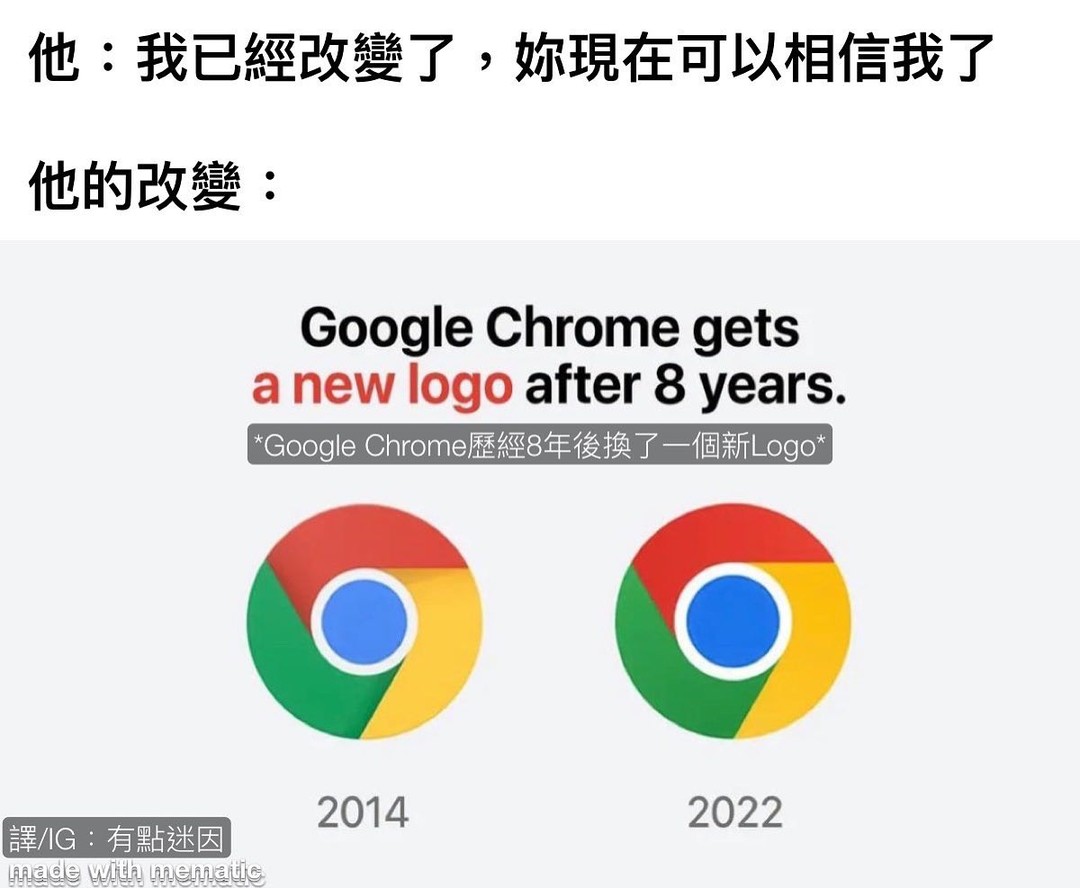 他：我已經改變了，妳現在可以相信我了
他的改變：
Google Chrome gets
a new logo after 8 years.
*Google Chrome歷經8年後換了一個新Logo*
2014
2022
譯/IG：有點迷因
made with mematic